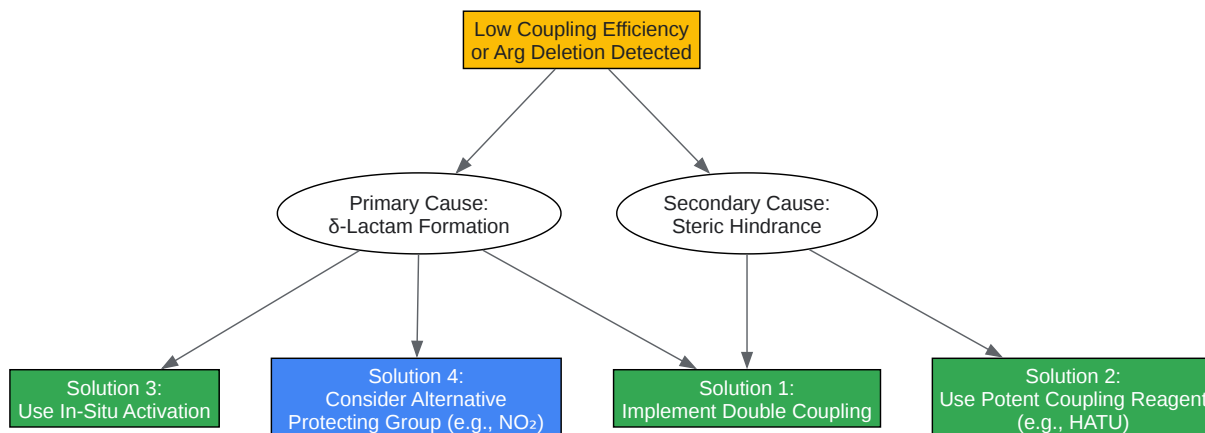 Low Coupling Efficiency
or Arg Deletion Detected
Primary Cause:
δ-Lactam Formation
Secondary Cause:
Steric Hindrance
Solution 3:
Use In-Situ Activation
Solution 4:
Consider Alternative
Protecting Group (e.g., NO₂)
Solution 1:
Implement Double Coupling
Solution 2:
Use Potent Coupling Reagent
(e.g., HATU)